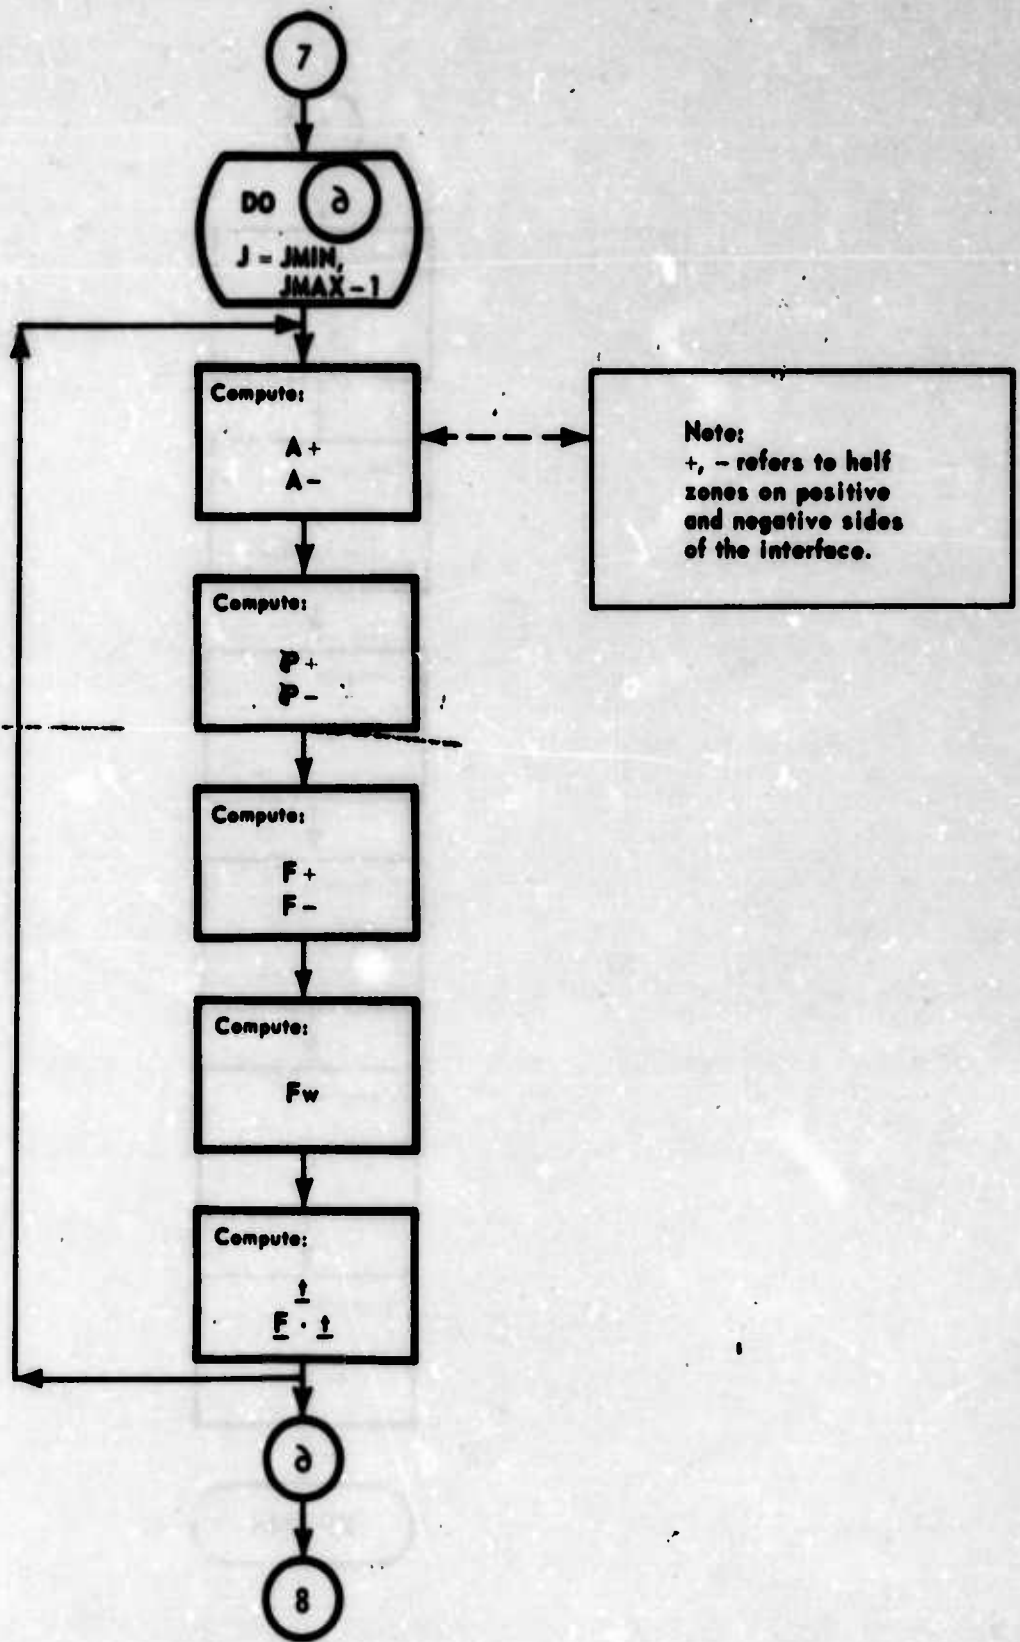 7
DO ∂
J = JMIN,
JMAX - 1
Compute:
A +
A -
Note:
+, - refers to half
zones on positive
and negative sides
of the interface.
Compute:
P +
P -
Compute:
F +
F -
Compute:
Fw
Compute:
t
F · t
∂
8